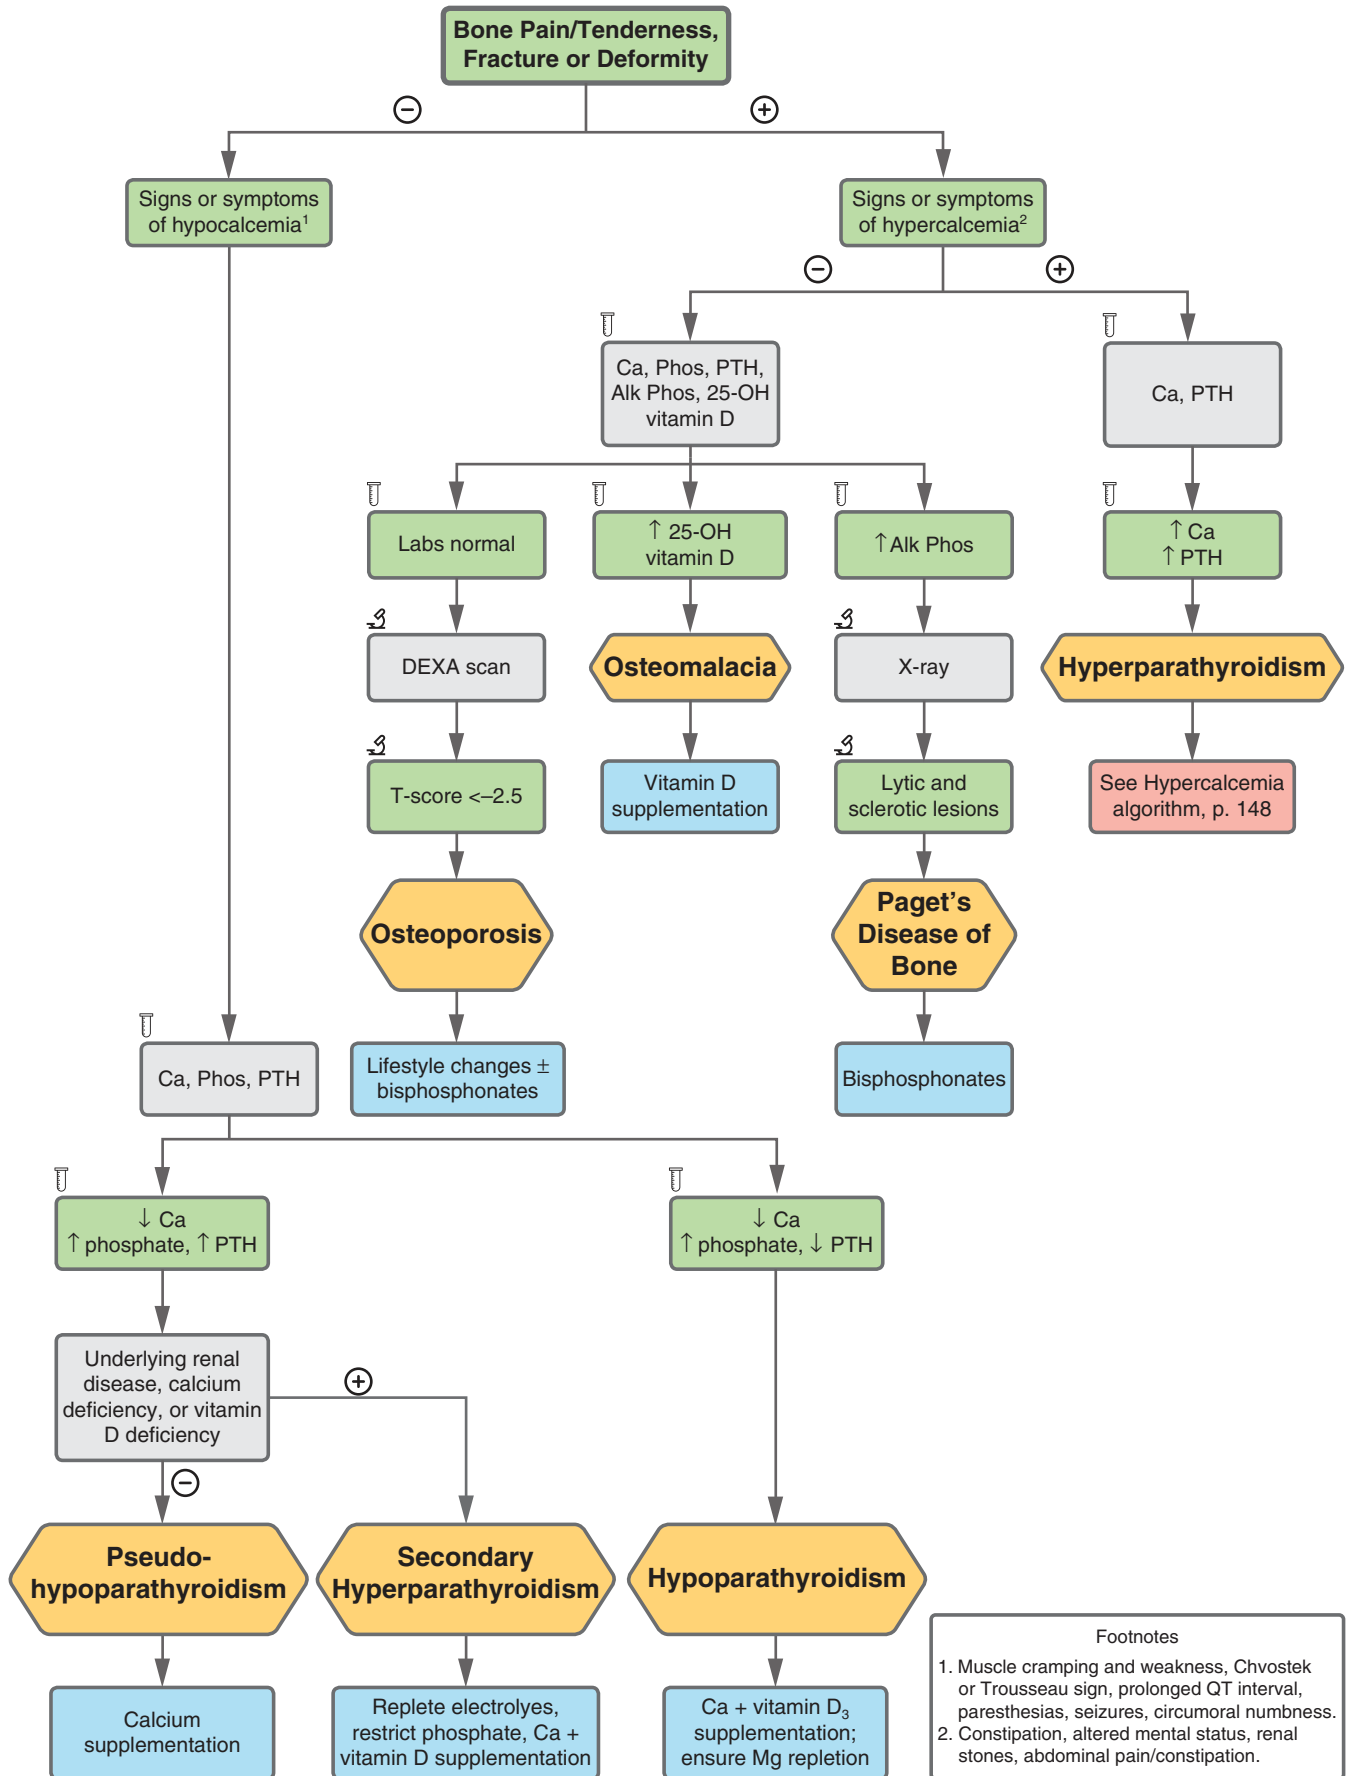 Bone Pain/Tenderness,
Fracture or Deformity
−
+
Signs or symptoms
of hypocalcemia¹
Signs or symptoms
of hypercalcemia²
−
+
Ca, Phos, PTH,
Alk Phos, 25-OH
vitamin D
Ca, PTH
Labs normal
↑ 25-OH
vitamin D
↑ Alk Phos
↑ Ca
↑ PTH
DEXA scan
Osteomalacia
X-ray
Hyperparathyroidism
T-score <–2.5
Vitamin D
supplementation
Lytic and
sclerotic lesions
See Hypercalcemia
algorithm, p. 148
Osteoporosis
Paget's
Disease of
Bone
Ca, Phos, PTH
Lifestyle changes ±
bisphosphonates
Bisphosphonates
↓ Ca
↑ phosphate, ↑ PTH
↓ Ca
↑ phosphate, ↓ PTH
Underlying renal
disease, calcium
deficiency, or vitamin
D deficiency
+
−
Pseudo-
hypoparathyroidism
Secondary
Hyperparathyroidism
Hypoparathyroidism
Calcium
supplementation
Replete electrolyes,
restrict phosphate, Ca +
vitamin D supplementation
Ca + vitamin D₃
supplementation;
ensure Mg repletion
Footnotes
1. Muscle cramping and weakness, Chvostek
or Trousseau sign, prolonged QT interval,
paresthesias, seizures, circumoral numbness.
2. Constipation, altered mental status, renal
stones, abdominal pain/constipation.